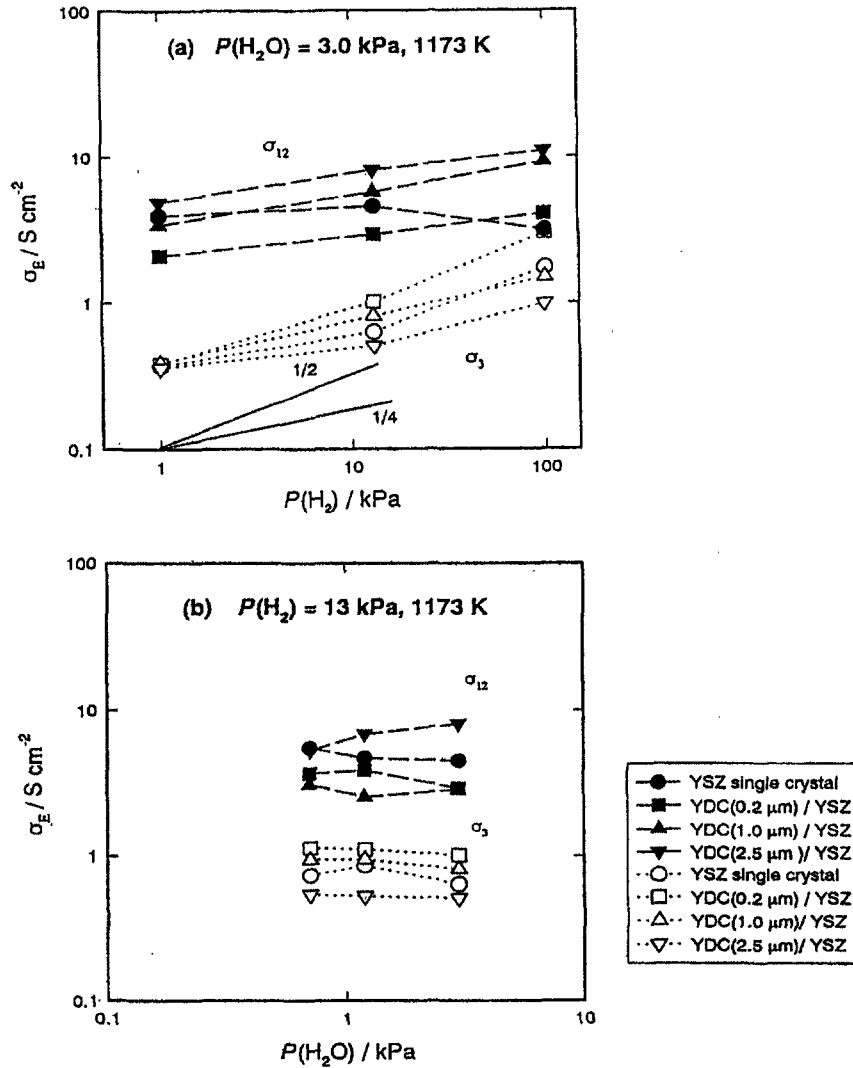 100
(a) P(H₂O) = 3.0 kPa, 1173 K
σ₁₂
10
σ_E / S cm⁻²
1
1/2
σ₃
1/4
0.1
1 10 100
P(H₂) / kPa
100
(b) P(H₂) = 13 kPa, 1173 K
σ₁₂
10
σ_E / S cm⁻²
σ₃
1
0.1
0.1 1 10
P(H₂O) / kPa
YSZ single crystal
YDC(0.2 μm) / YSZ
YDC(1.0 μm) / YSZ
YDC(2.5 μm )/ YSZ
YSZ single crystal
YDC(0.2 μm) / YSZ
YDC(1.0 μm)/ YSZ
YDC(2.5 μm)/ YSZ